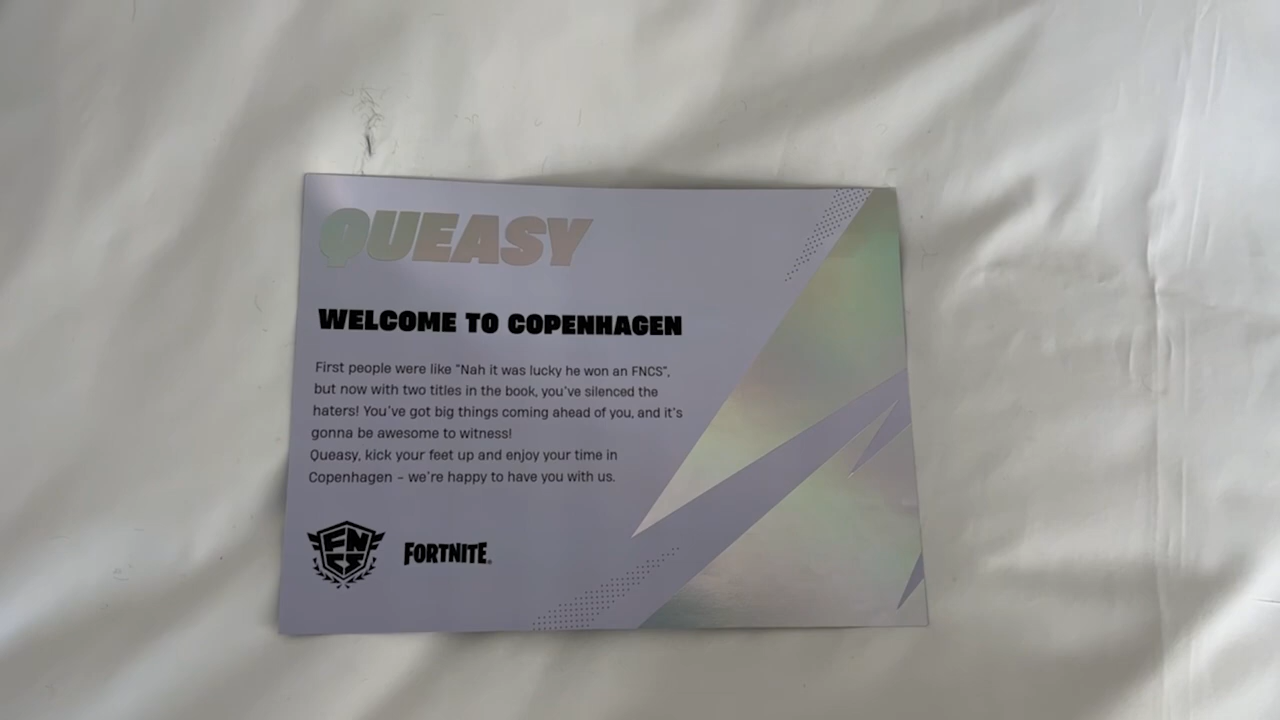 QUEASY
WELCOME TO COPENHAGEN
First people were like “Nah it was lucky he won an FNCS”,
but now with two titles in the book, you’ve silenced the
haters! You’ve got big things coming ahead of you, and it’s
gonna be awesome to witness!
Queasy, kick your feet up and enjoy your time in
Copenhagen – we’re happy to have you with us.
FNCS
FORTNITE.